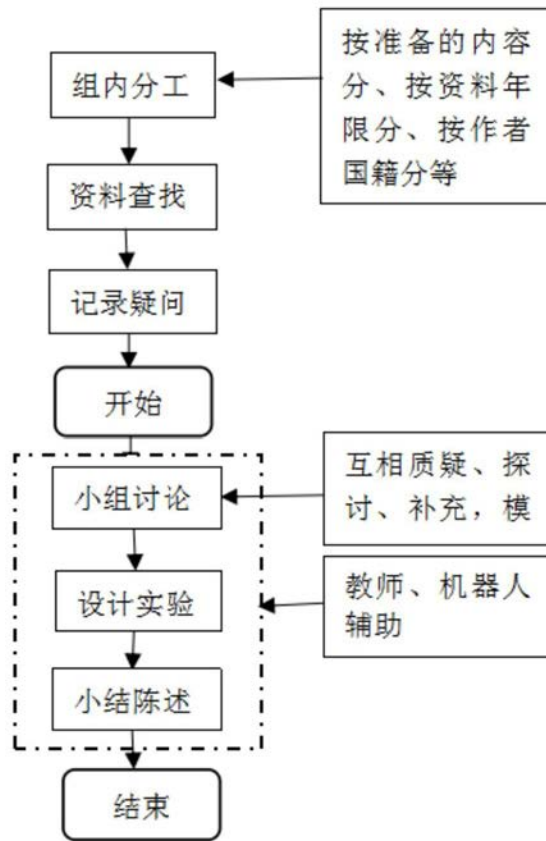 组内分工
按准备的内容
分、按资料年
限分、按作者
国籍分等
资料查找
记录疑问
开始
小组讨论
互相质疑、探
讨、补充，模
设计实验
教师、机器人
辅助
小结陈述
结束